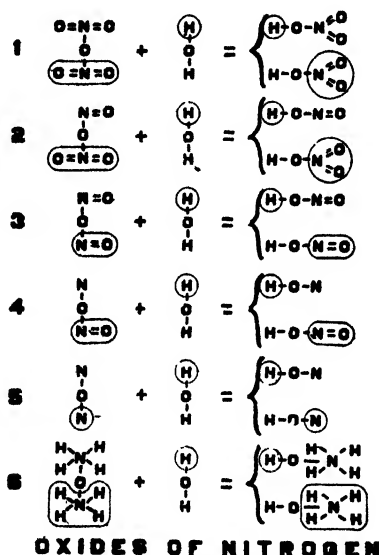 O=N=O H H-O-N=O =O
1 O + O =
O=N=O H H-O-N=O =O
N=O H H-O-N=O
2 O + O =
O=N=O H H-O-N=O =O
N=O H H-O-N=O
3 O + O =
N=O H H-O-N=O
N H H-O-N
4 O + O =
N=O H H-O-N=O
N H H-O-N
5 O + O =
N H H-O-N
H H H H
N H H-O-N
H H H H
6 O + O =
H H H H
N H H-O-N
H H H H
OXIDES OF NITROGEN